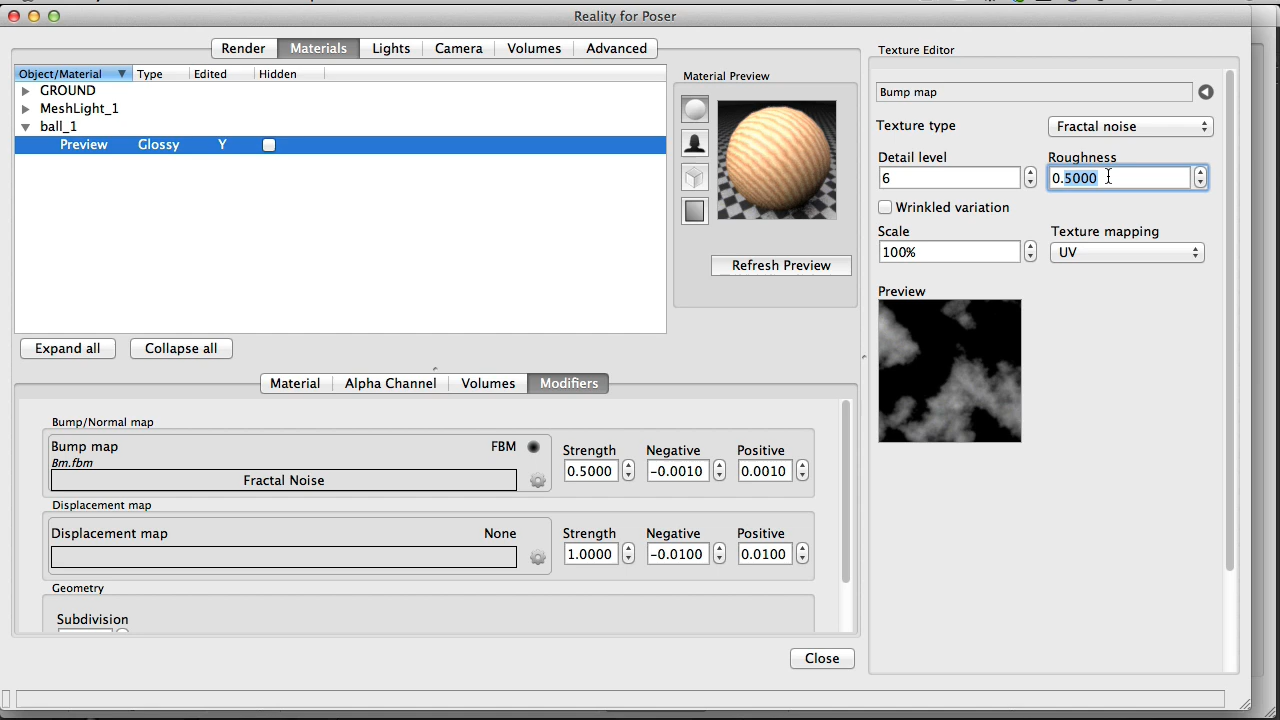 Reality for Poser
Render Materials Lights Camera Volumes Advanced
Object/Material Type Edited Hidden
GROUND
MeshLight_1
ball_1
Preview Glossy Y
Material Preview
Refresh Preview
Expall all Collapse all
Material Alpha Channel Volumes Modifiers
Bump/Normal map
Bump map FBM
Bm.fbm
Fractal Noise
Strength Negative Positive
0.5000 -0.0010 0.0010
Displacement map
Displacement map None
Strength Negative Positive
1.0000 -0.0100 0.0100
Geometry
Subdivision
Close
Texture Editor
Bump map
Texture type Fractal noise
Detail level Roughness
6 0.5000
Wrinkled variation
Scale Texture mapping
100% UV
Preview